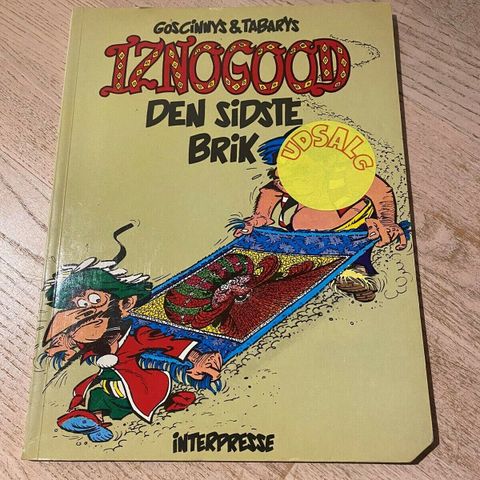 GOSCINNYS & TABARYS
IZNOGOOD
DEN SIDSTE
BRIK
UDSALG
INTERPRESSE